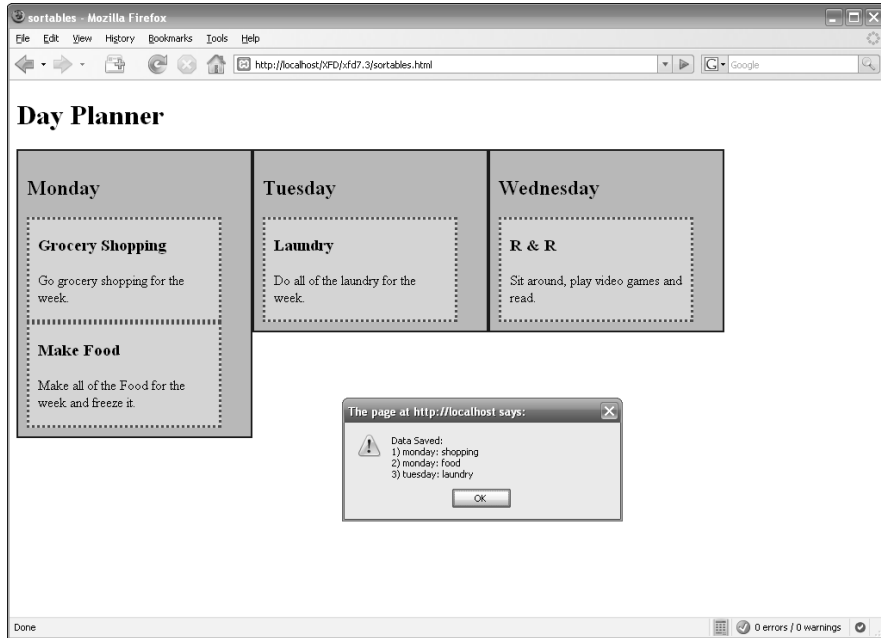 sortables - Mozilla Firefox
File Edit View History Bookmarks Tools Help
http://localhost/XFD/xfd7.3/sortables.html
G Google
Day Planner
Monday
Grocery Shopping
Go grocery shopping for the
week.
Make Food
Make all of the Food for the
week and freeze it.
Tuesday
Laundry
Do all of the laundry for the
week.
Wednesday
R & R
Sit around, play video games and
read.
The page at http://localhost says:
Data Saved:
1) monday: shopping
2) monday: food
3) tuesday: laundry
OK
Done
0 errors / 0 warnings